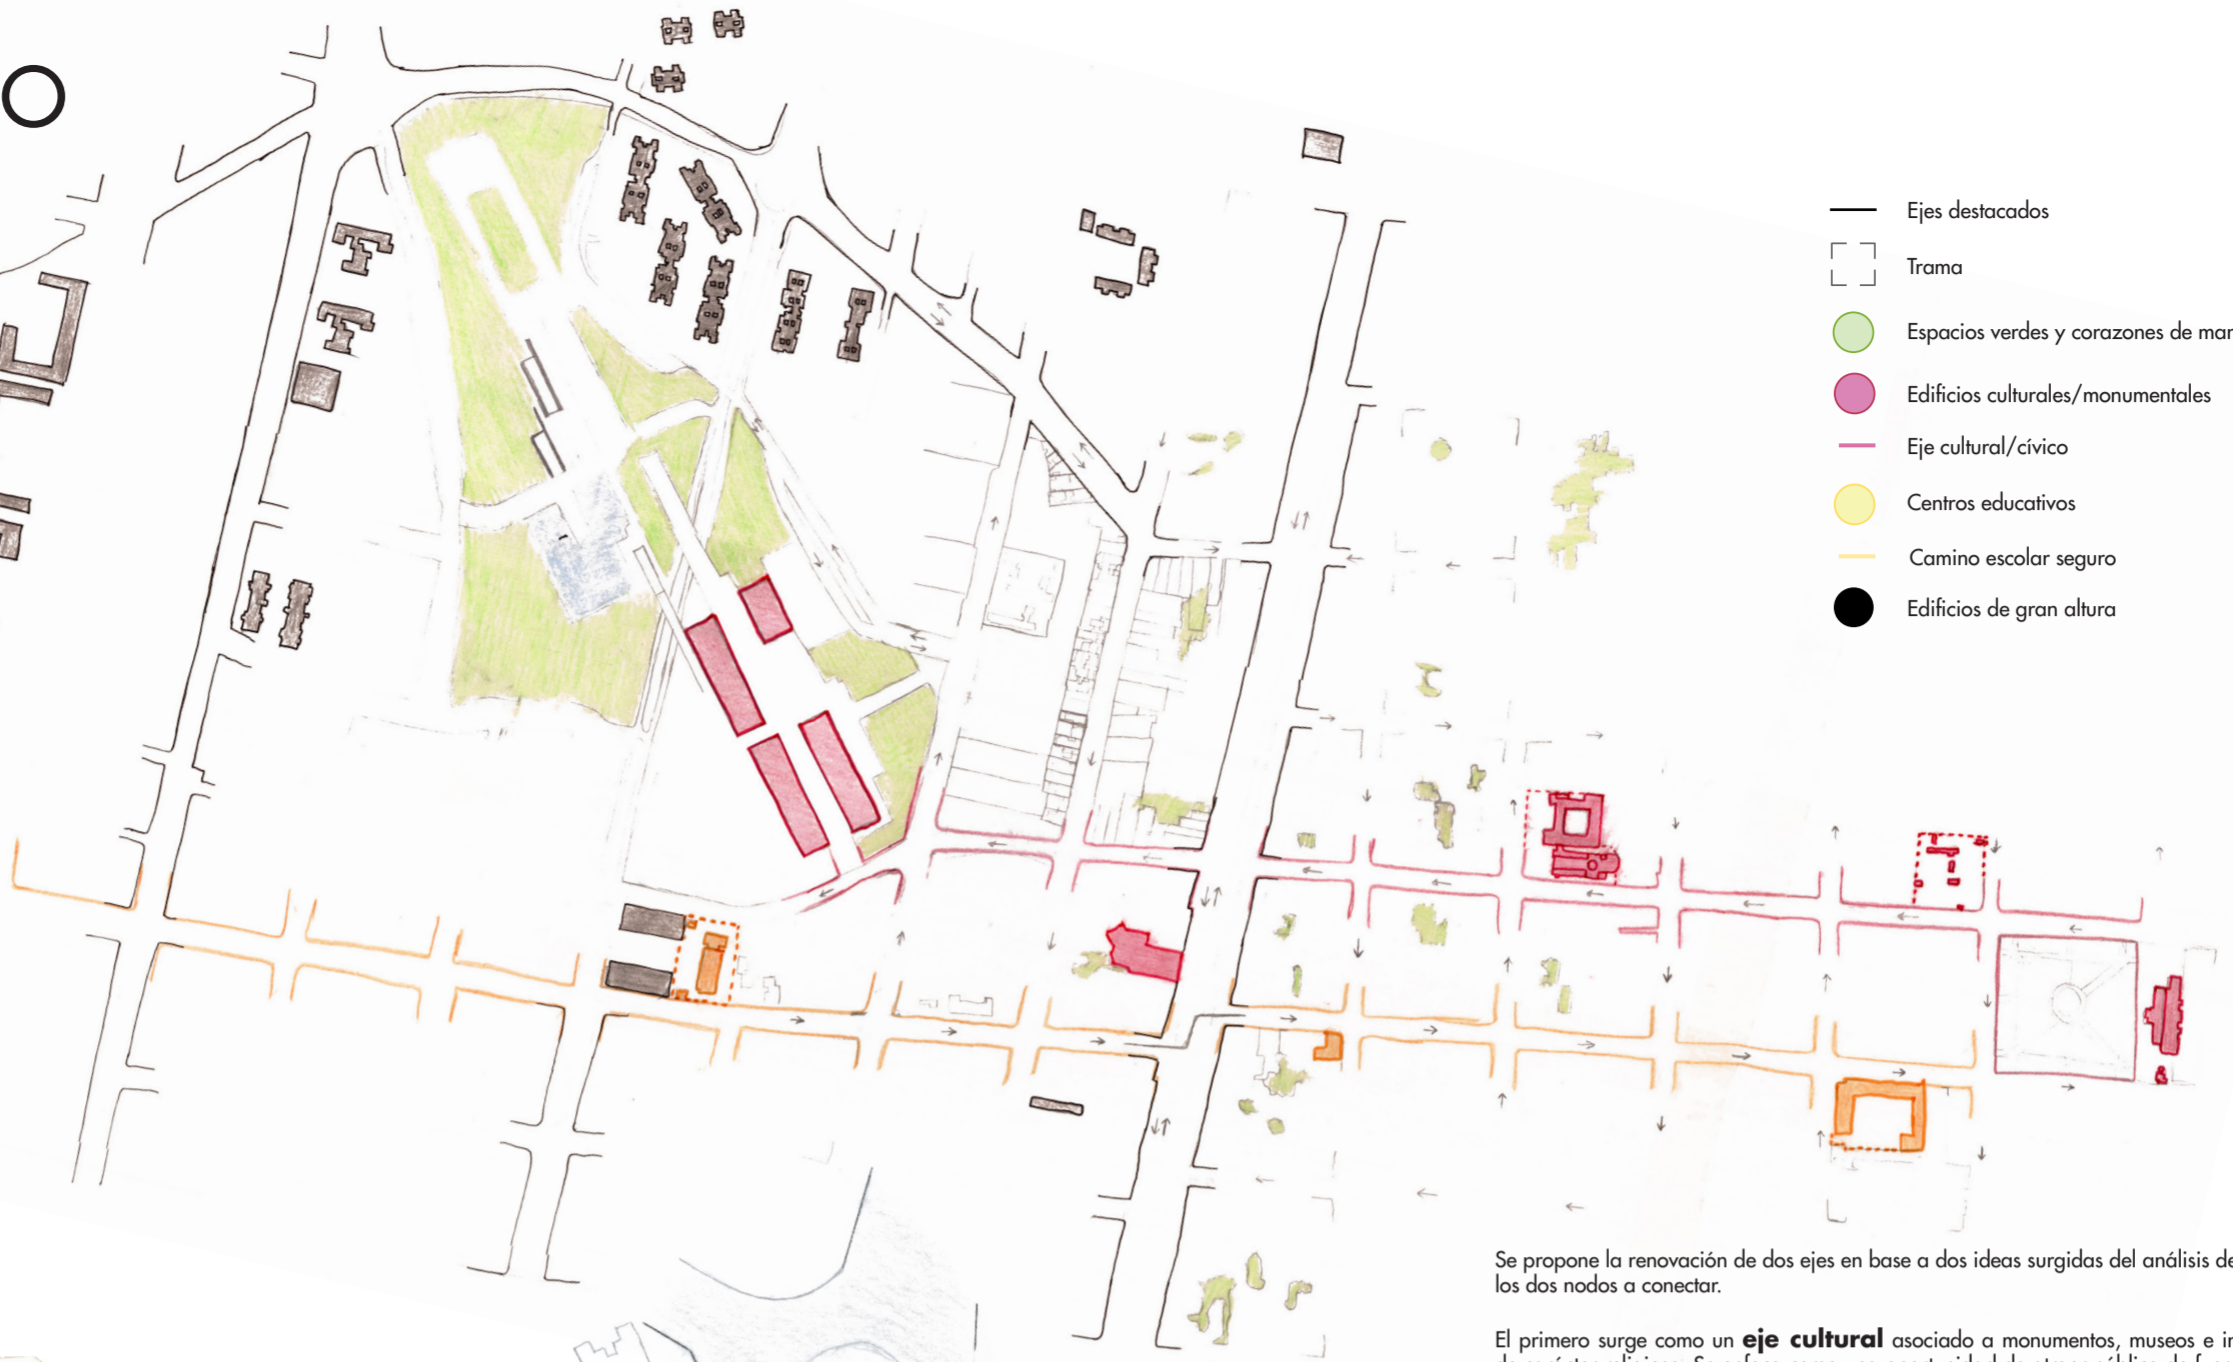 Ejes destacados
Trama
Espacios verdes y corazones de
Edificios culturales/monumentales
Eje cultural/cívico
Centros educativos
Camino escolar seguro
Edificios de gran altura
Se propone la renovación de dos ejes en base a dos ideas surgidas del análisis de
los dos nodos a conectar.
El primero surge como un eje cultural asociado a monumentos, museos e